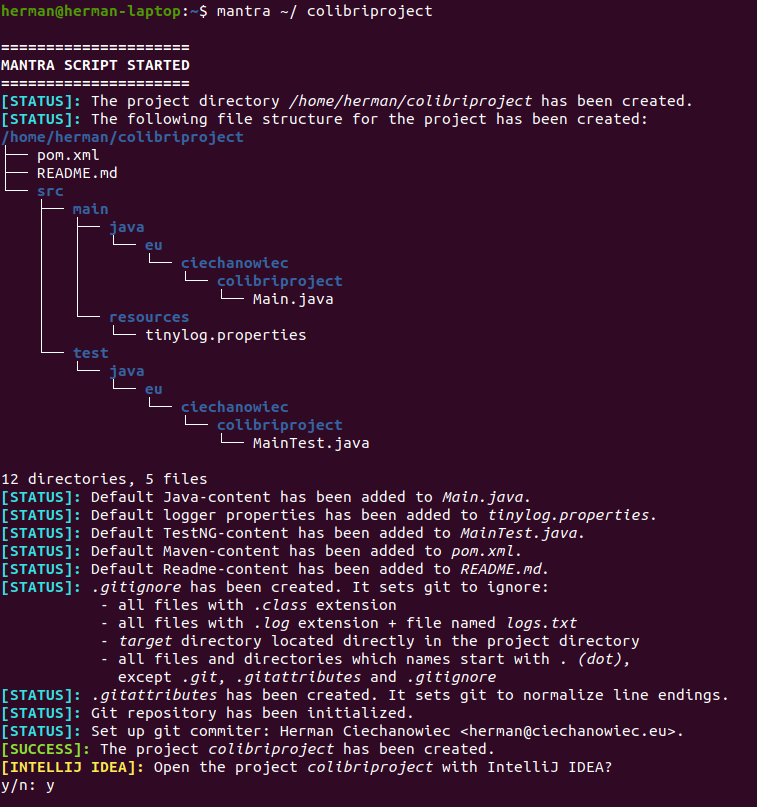 herman@herman-laptop:~$ mantra ~/ colibriproject
=====================
MANTRA SCRIPT STARTED
=====================
[STATUS]: The project directory /home/herman/colibriproject has been created.
[STATUS]: The following file structure for the project has been created:
/home/herman/colibriproject
├── pom.xml
├── README.md
└── src
    ├── main
    │   ├── java
    │   │   └── eu
    │   │       └── ciechanowiec
    │   │           └── colibriproject
    │   │               └── Main.java
    │   └── resources
    │       └── tinylog.properties
    └── test
        └── java
            └── eu
                └── ciechanowiec
                    └── colibriproject
                        └── MainTest.java
12 directories, 5 files
[STATUS]: Default Java-content has been added to Main.java.
[STATUS]: Default logger properties has been added to tinylog.properties.
[STATUS]: Default TestNG-content has been added to MainTest.java.
[STATUS]: Default Maven-content has been added to pom.xml.
[STATUS]: Default Readme-content has been added to README.md.
[STATUS]: .gitignore has been created. It sets git to ignore:
           - all files with .class extension
           - all files with .log extension + file named logs.txt
           - target directory located directly in the project directory
           - all files and directories which names start with . (dot),
             except .git, .gitattributes and .gitignore
[STATUS]: .gitattributes has been created. It sets git to normalize line endings.
[STATUS]: Git repository has been initialized.
[STATUS]: Set up git commiter: Herman Ciechanowiec <herman@ciechanowiec.eu>.
[SUCCESS]: The project colibriproject has been created.
[INTELLIJ IDEA]: Open the project colibriproject with IntelliJ IDEA?
y/n: y